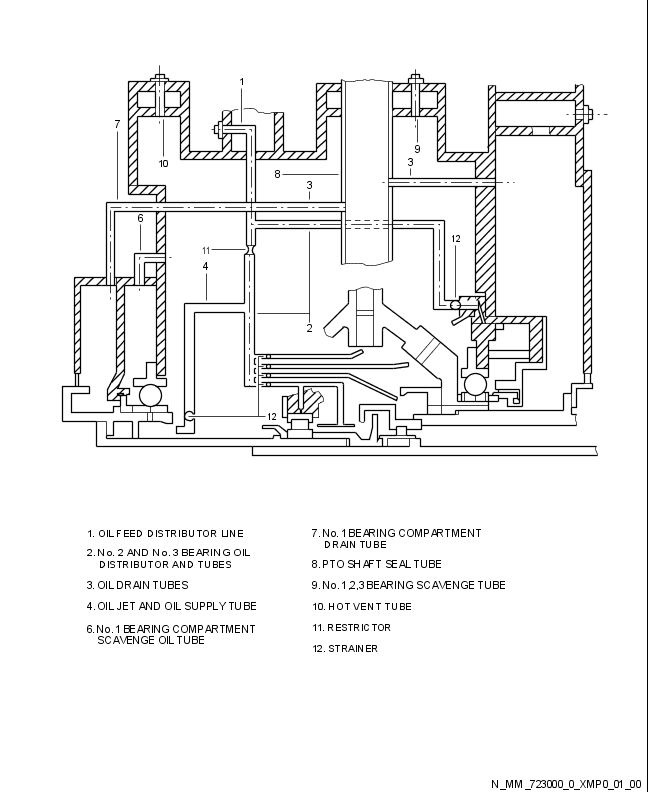 1
7
10
9
3
8
3
6
12
11
4
2
12
1. OIL FEED DISTRIBUTOR LINE
2. No. 2 AND No. 3 BEARING OIL
DISTRIBUTOR AND TUBES
3. OIL DRAIN TUBES
4. OIL JET AND OIL SUPPLY TUBE
6. No. 1 BEARING COMPARTMENT
SCAVENGE OIL TUBE
7. No. 1 BEARING COMPARTMENT
DRAIN TUBE
8. PTO SHAFT SEAL TUBE
9. No. 1,2,3 BEARING SCAVENGE TUBE
10. HOT VENT TUBE
11. RESTRICTOR
12. STRAINER
N_MM_723000_0_XMP0_01_00